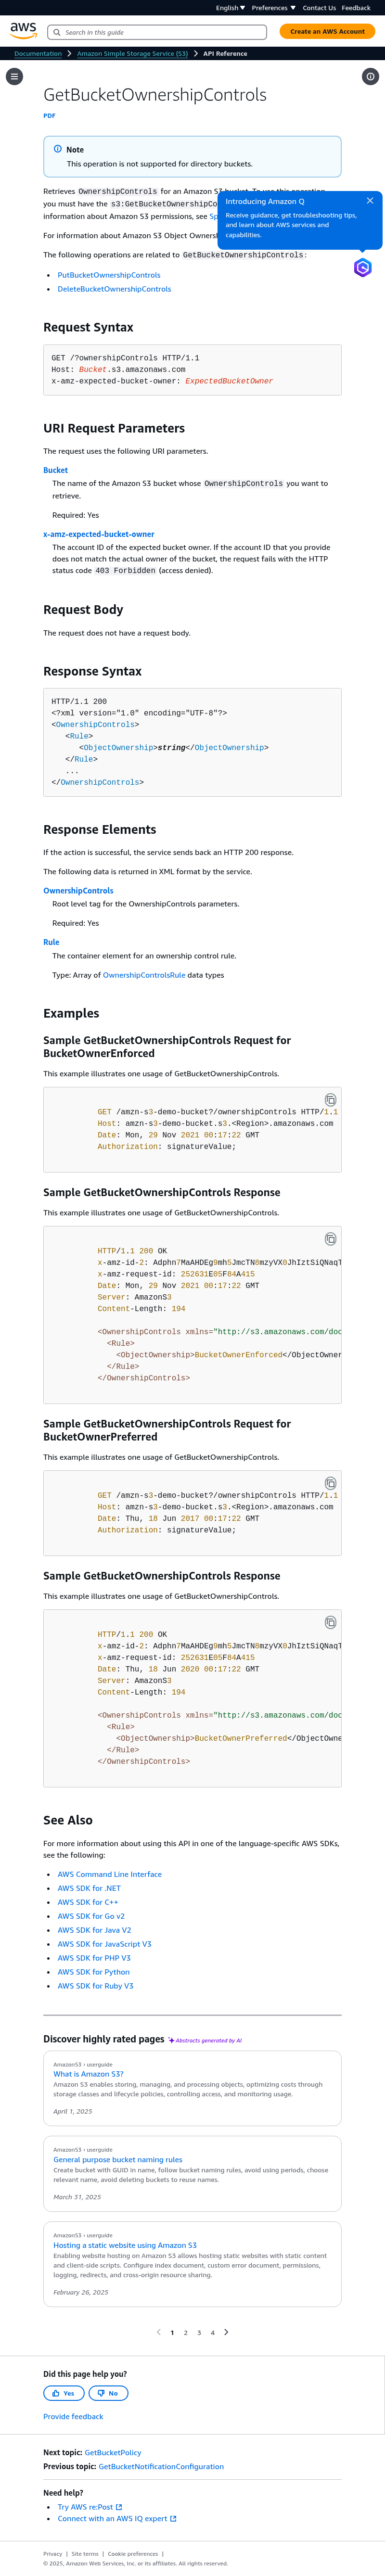 English Preferences Contact Us Feedback
aws
Search in this guide
Create an AWS Account
Documentation Amazon Simple Storage Service (S3) API Reference
GetBucketOwnershipControls
PDF
Note
This operation is not supported for directory buckets.
Retrieves OwnershipControls for an Amazon S3 bucket. To use this operation,
you must have the s3:GetBucketOwnershipCo
information about Amazon S3 permissions, see Sp
For information about Amazon S3 Object Ownersh
Introducing Amazon Q
Receive guidance, get troubleshooting tips,
and learn about AWS services and
capabilities.
The following operations are related to GetBucketOwnershipControls:
• PutBucketOwnershipControls
• DeleteBucketOwnershipControls
Request Syntax
GET /?ownershipControls HTTP/1.1
Host: Bucket.s3.amazonaws.com
x-amz-expected-bucket-owner: ExpectedBucketOwner
URI Request Parameters
The request uses the following URI parameters.
Bucket
The name of the Amazon S3 bucket whose OwnershipControls you want to
retrieve.
Required: Yes
x-amz-expected-bucket-owner
The account ID of the expected bucket owner. If the account ID that you provide
does not match the actual owner of the bucket, the request fails with the HTTP
status code 403 Forbidden (access denied).
Request Body
The request does not have a request body.
Response Syntax
HTTP/1.1 200
<?xml version="1.0" encoding="UTF-8"?>
<OwnershipControls>
<Rule>
<ObjectOwnership>string</ObjectOwnership>
</Rule>
...
</OwnershipControls>
Response Elements
If the action is successful, the service sends back an HTTP 200 response.
The following data is returned in XML format by the service.
OwnershipControls
Root level tag for the OwnershipControls parameters.
Required: Yes
Rule
The container element for an ownership control rule.
Type: Array of OwnershipControlsRule data types
Examples
Sample GetBucketOwnershipControls Request for
BucketOwnerEnforced
This example illustrates one usage of GetBucketOwnershipControls.
GET /amzn-s3-demo-bucket?/ownershipControls HTTP/1.1
Host: amzn-s3-demo-bucket.s3.<Region>.amazonaws.com
Date: Mon, 29 Nov 2021 00:17:22 GMT
Authorization: signatureValue;
Sample GetBucketOwnershipControls Response
This example illustrates one usage of GetBucketOwnershipControls.
HTTP/1.1 200 OK
x-amz-id-2: Adphn7MaAHDEg9mh5JmcTN8mzyVX8JhIztSiQNaqT
x-amz-request-id: 252631E05F84A415
Date: Mon, 29 Nov 2021 00:17:22 GMT
Server: AmazonS3
Content-Length: 194
<OwnershipControls xmlns="http://s3.amazonaws.com/doc
<Rule>
<ObjectOwnership>BucketOwnerEnforced</ObjectOwner
</Rule>
</OwnershipControls>
Sample GetBucketOwnershipControls Request for
BucketOwnerPreferred
This example illustrates one usage of GetBucketOwnershipControls.
GET /amzn-s3-demo-bucket?/ownershipControls HTTP/1.1
Host: amzn-s3-demo-bucket.s3.<Region>.amazonaws.com
Date: Thu, 18 Jun 2017 00:17:22 GMT
Authorization: signatureValue;
Sample GetBucketOwnershipControls Response
This example illustrates one usage of GetBucketOwnershipControls.
HTTP/1.1 200 OK
x-amz-id-2: Adphn7MaAHDEg9mh5JmcTN8mzyVX8JhIztSiQNaqT
x-amz-request-id: 252631E05F84A415
Date: Thu, 18 Jun 2020 00:17:22 GMT
Server: AmazonS3
Content-Length: 194
<OwnershipControls xmlns="http://s3.amazonaws.com/doc
<Rule>
<ObjectOwnership>BucketOwnerPreferred</ObjectOwne
</Rule>
</OwnershipControls>
See Also
For more information about using this API in one of the language-specific AWS SDKs,
see the following:
• AWS Command Line Interface
• AWS SDK for .NET
• AWS SDK for C++
• AWS SDK for Go v2
• AWS SDK for Java V2
• AWS SDK for JavaScript V3
• AWS SDK for PHP V3
• AWS SDK for Python
• AWS SDK for Ruby V3
Discover highly rated pages Abstracts generated by AI
AmazonS3 › userguide
What is Amazon S3?
Amazon S3 enables storing, managing, and processing objects, optimizing costs through
storage classes and lifecycle policies, controlling access, and monitoring usage.
April 1, 2025
AmazonS3 › userguide
General purpose bucket naming rules
Create bucket with GUID in name, follow bucket naming rules, avoid using periods, choose
relevant name, avoid deleting buckets to reuse names.
March 31, 2025
AmazonS3 › userguide
Hosting a static website using Amazon S3
Enabling website hosting on Amazon S3 allows hosting static websites with static content
and client-side scripts. Configure index document, custom error document, permissions,
logging, redirects, and cross-origin resource sharing.
February 26, 2025
1 2 3 4
Did this page help you?
Yes No
Provide feedback
Next topic: GetBucketPolicy
Previous topic: GetBucketNotificationConfiguration
Need help?
• Try AWS re:Post
• Connect with an AWS IQ expert
Privacy | Site terms | Cookie preferences |
© 2025, Amazon Web Services, Inc. or its affiliates. All rights reserved.